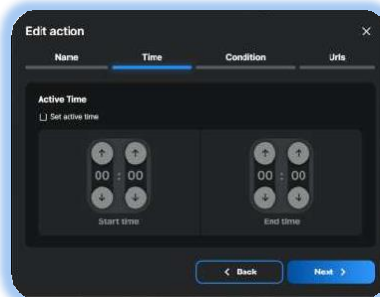 Edit action
Name Time Condition Urls
Active Time
Set active time
00 : 00 00 : 00
Start time End time
Back Next